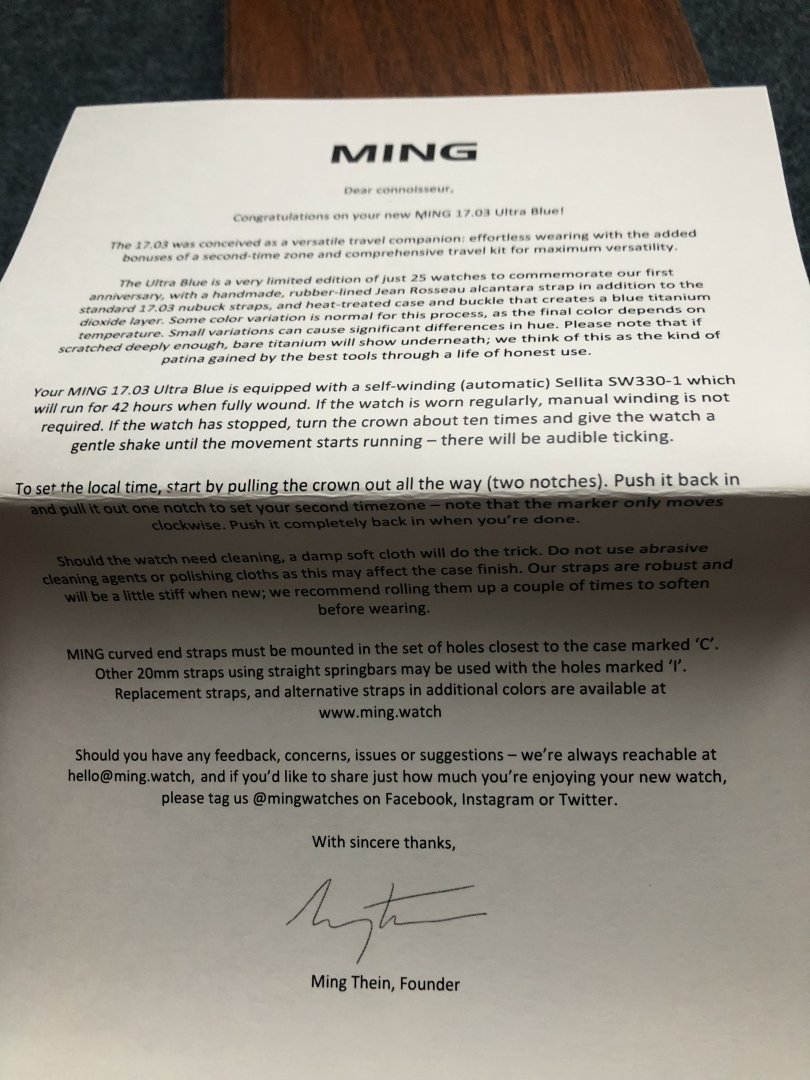 MING
Dear connoisseur,
Congratulations on your new MING 17.03 Ultra Blue!
The 17.03 was conceived as a versatile travel companion: effortless wearing with the added
bonuses of a second-time zone and comprehensive travel kit for maximum versatility.
The Ultra Blue is a very limited edition of just 25 watches to commemorate our first
anniversary, with a handmade, rubber-lined Jean Rosseau alcantara strap in addition to the
standard 17.03 nubuck straps, and heat-treated case and buckle that creates a blue titanium
dioxide layer. Some color variation is normal for this process, as the final color depends on
temperature. Small variations can cause significant differences in hue. Please note that if
scratched deeply enough, bare titanium will show underneath; we think of this as the kind of
patina gained by the best tools through a life of honest use.
Your MING 17.03 Ultra Blue is equipped with a self-winding (automatic) Sellita SW330-1 which
will run for 42 hours when fully wound. If the watch is worn regularly, manual winding is not
required. If the watch has stopped, turn the crown about ten times and give the watch a
gentle shake until the movement starts running – there will be audible ticking.
To set the local time, start by pulling the crown out all the way (two notches). Push it back in
and pull it out one notch to set your second timezone – note that the marker only moves
clockwise. Push it completely back in when you're done.
Should the watch need cleaning, a damp soft cloth will do the trick. Do not use abrasive
cleaning agents or polishing cloths as this may affect the case finish. Our straps are robust and
will be a little stiff when new; we recommend rolling them up a couple of times to soften
before wearing.
MING curved end straps must be mounted in the set of holes closest to the case marked 'C'.
Other 20mm straps using straight springbars may be used with the holes marked 'I'.
Replacement straps, and alternative straps in additional colors are available at
www.ming.watch
Should you have any feedback, concerns, issues or suggestions – we're always reachable at
hello@ming.watch, and if you'd like to share just how much you're enjoying your new watch,
please tag us @mingwatches on Facebook, Instagram or Twitter.
With sincere thanks,
Ming Thein, Founder